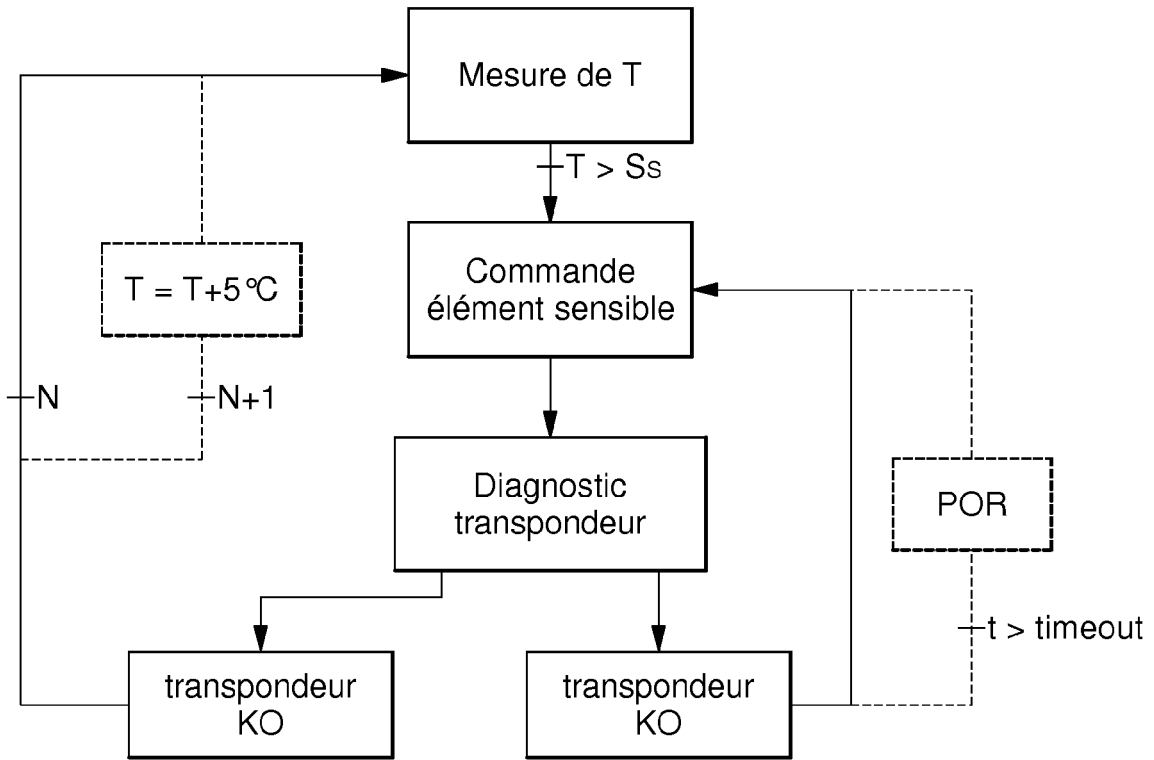 Mesure de T
T > Ss
Commande
élément sensible
T = T+5°C
N
N+1
Diagnostic
transpondeur
POR
t > timeout
transpondeur
KO
transpondeur
KO